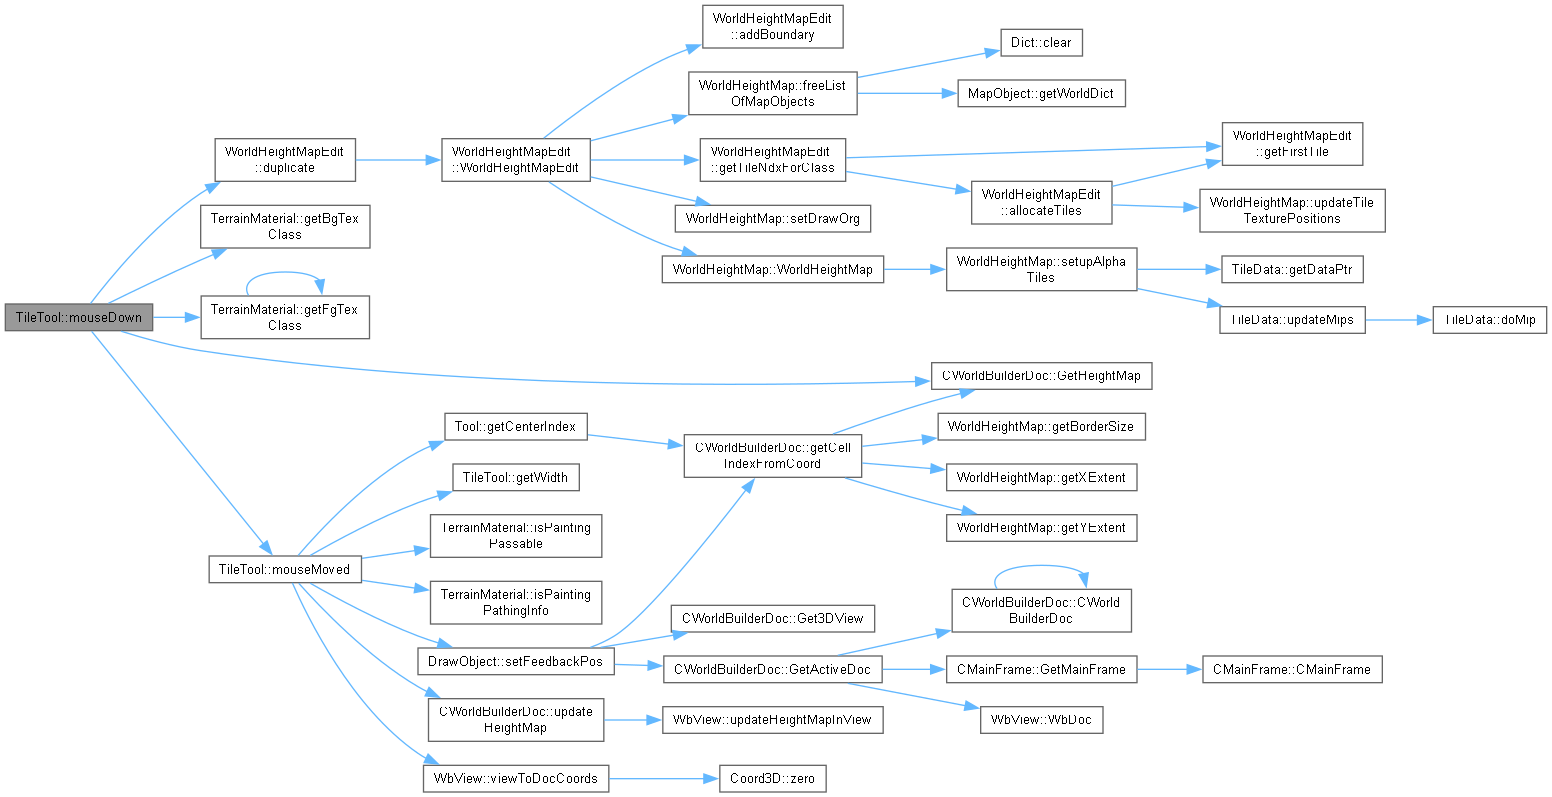 TileTool::mouseDown
WorldHeightMapEdit
::duplicate
TerrainMaterial::getBgTex
Class
TerrainMaterial::getFgTex
Class
TileTool::mouseMoved
WorldHeightMapEdit
::WorldHeightMapEdit
WorldHeightMapEdit
::addBoundary
WorldHeightMap::freeList
OfMapObjects
Dict::clear
MapObject::getWorldDict
WorldHeightMapEdit
::getTileNdxForClass
WorldHeightMapEdit
::getFirstTile
WorldHeightMapEdit
::allocateTiles
WorldHeightMap::updateTile
TexturePositions
WorldHeightMap::setDrawOrg
WorldHeightMap::WorldHeightMap
WorldHeightMap::setupAlpha
Tiles
TileData::getDataPtr
TileData::updateMips
TileData::doMip
CWorldBuilderDoc::GetHeightMap
Tool::getCenterIndex
CWorldBuilderDoc::getCell
IndexFromCoord
WorldHeightMap::getBorderSize
WorldHeightMap::getXExtent
WorldHeightMap::getYExtent
TileTool::getWidth
TerrainMaterial::isPainting
Passable
TerrainMaterial::isPainting
PathingInfo
DrawObject::setFeedbackPos
CWorldBuilderDoc::Get3DView
CWorldBuilderDoc::GetActiveDoc
CWorldBuilderDoc::CWorld
BuilderDoc
CMainFrame::GetMainFrame
CMainFrame::CMainFrame
WbView::WbDoc
CWorldBuilderDoc::update
HeightMap
WbView::updateHeightMapInView
WbView::viewToDocCoords
Coord3D::zero